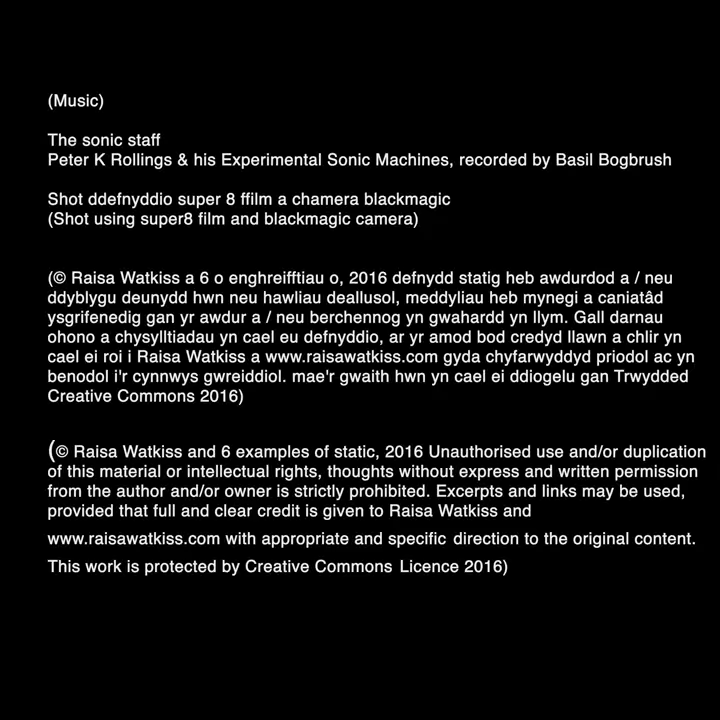 (Music)
The sonic staff
Peter K Rollings & his Experimental Sonic Machines, recorded by Basil Bogbrush
Shot ddefnyddio super 8 ffilm a chamera blackmagic
(Shot using super8 film and blackmagic camera)
(© Raisa Watkiss a 6 o enghreifftiau o, 2016 defnydd statig heb awdurdod a / neu
ddyblygu deunydd hwn neu hawliau deallusol, meddyliau heb mynegi a caniatâd
ysgrifenedig gan yr awdur a / neu berchennog yn gwahardd yn llym. Gall darnau
ohono a chysylltiadau yn cael eu defnyddio, ar yr amod bod credyd llawn a chlir yn
cael ei roi i Raisa Watkiss a www.raisawatkiss.com gyda chyfarwyddyd priodol ac yn
benodol i'r cynnwys gwreiddiol. mae'r gwaith hwn yn cael ei ddiogelu gan Trwydded
Creative Commons 2016)
(© Raisa Watkiss and 6 examples of static, 2016 Unauthorised use and/or duplication
of this material or intellectual rights, thoughts without express and written permission
from the author and/or owner is strictly prohibited. Excerpts and links may be used,
provided that full and clear credit is given to Raisa Watkiss and
www.raisawatkiss.com with appropriate and specific direction to the original content.
This work is protected by Creative Commons Licence 2016)